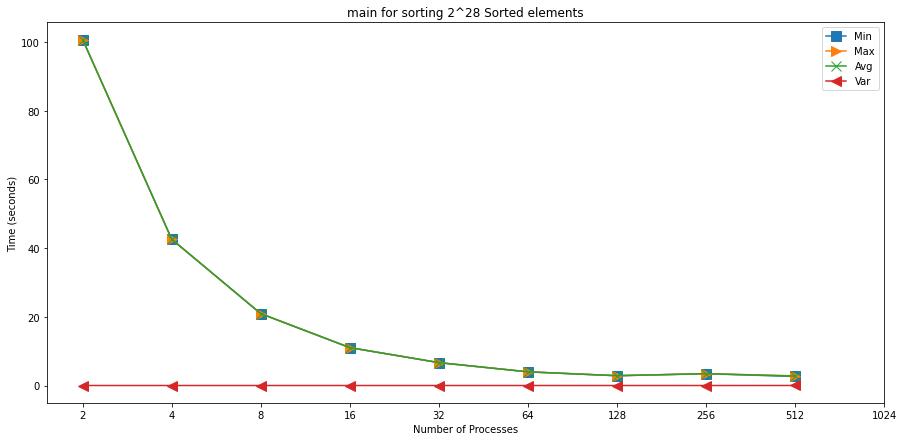 main for sorting 2^28 Sorted elements
Min
Max
Avg
Var
100
80
60
40
20
0
Time (seconds)
2 4 8 16 32 64 128 256 512 1024
Number of Processes